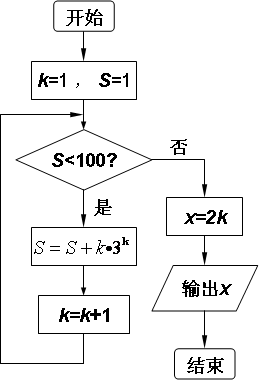 开始
k=1， S=1
S<100?
否
是
x=2k
S = S + k•3ᵏ
输出x
k=k+1
结束